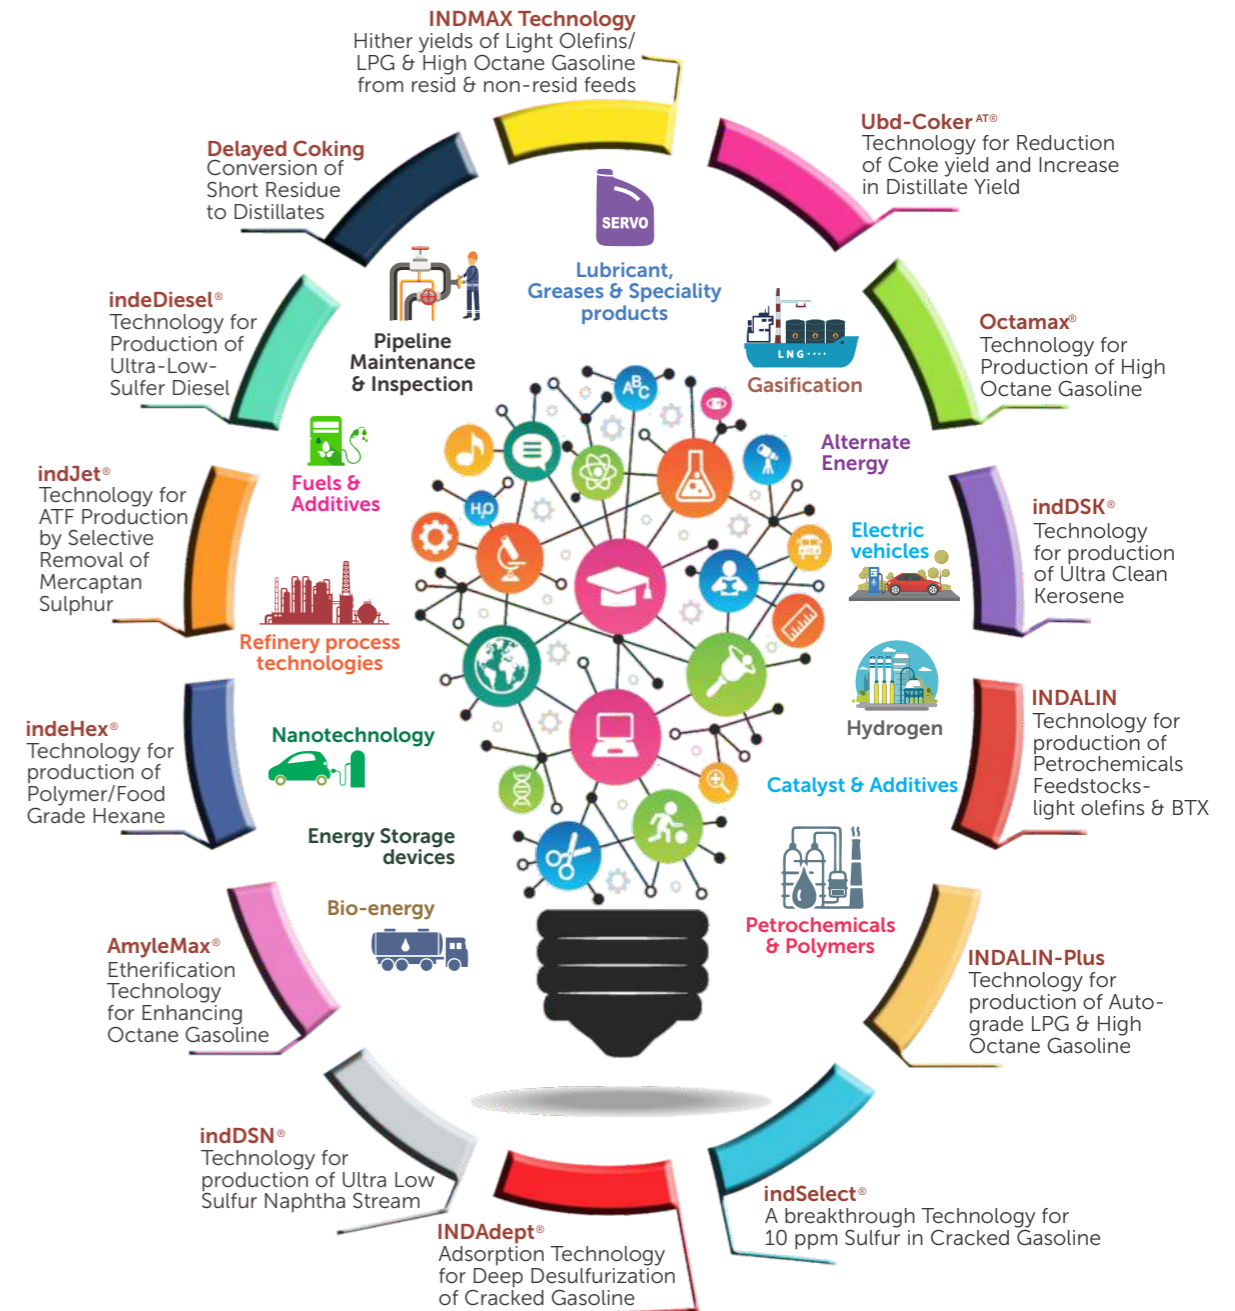 INDMAX Technology
Hither yields of Light Olefins/
LPG & High Octane Gasoline
from resid & non-resid feeds
Ubd-Coker AT®
Technology for Reduction
of Coke yield and Increase
in Distillate Yield
Octamax®
Technology for
Production of High
Octane Gasoline
indDSK®
Technology
for production
of Ultra Clean
Kerosene
INDALIN
Technology for
production of
Petrochemicals
Feedstocks-
light olefins & BTX
INDALIN-Plus
Technology for
production of Auto-
grade LPG & High
Octane Gasoline
indSelect®
A breakthrough Technology for
10 ppm Sulfur in Cracked Gasoline
INDAdept®
Adsorption Technology
for Deep Desulfurization
of Cracked Gasoline
indDSN®
Technology for
production of Ultra Low
Sulfur Naphtha Stream
AmyleMax®
Etherification
Technology
for Enhancing
Octane Gasoline
indeHex®
Technology for
production of
Polymer/Food
Grade Hexane
indJet®
Technology for
ATF Production
by Selective
Removal of
Mercaptan
Sulphur
indeDiesel®
Technology for
Production of
Ultra-Low-
Sulfer Diesel
Delayed Coking
Conversion of
Short Residue
to Distillates
SERVO
Lubricant,
Greases & Speciality
products
LNG····
Gasification
Alternate
Energy
Electric
vehicles
Hydrogen
Catalyst & Additives
Petrochemicals
& Polymers
Bio-energy
Energy Storage
devices
Nanotechnology
Refinery process
technologies
Fuels &
Additives
Pipeline
Maintenance
& Inspection
ABC
H₂O